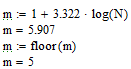 m := 1 + 3.322 · log(N)
m = 5.907
m := floor(m)
m = 5